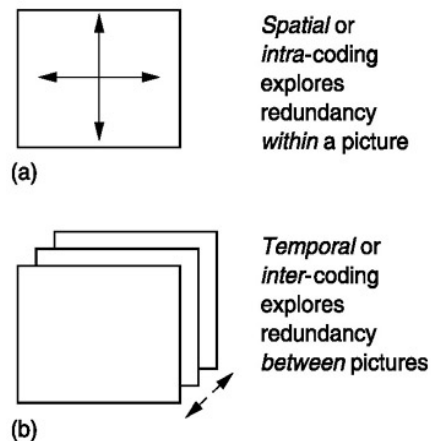 Spatial or
intra-coding
explores
redundancy
within a picture
(a)
Temporal or
inter-coding
explores
redundancy
between pictures
(b)